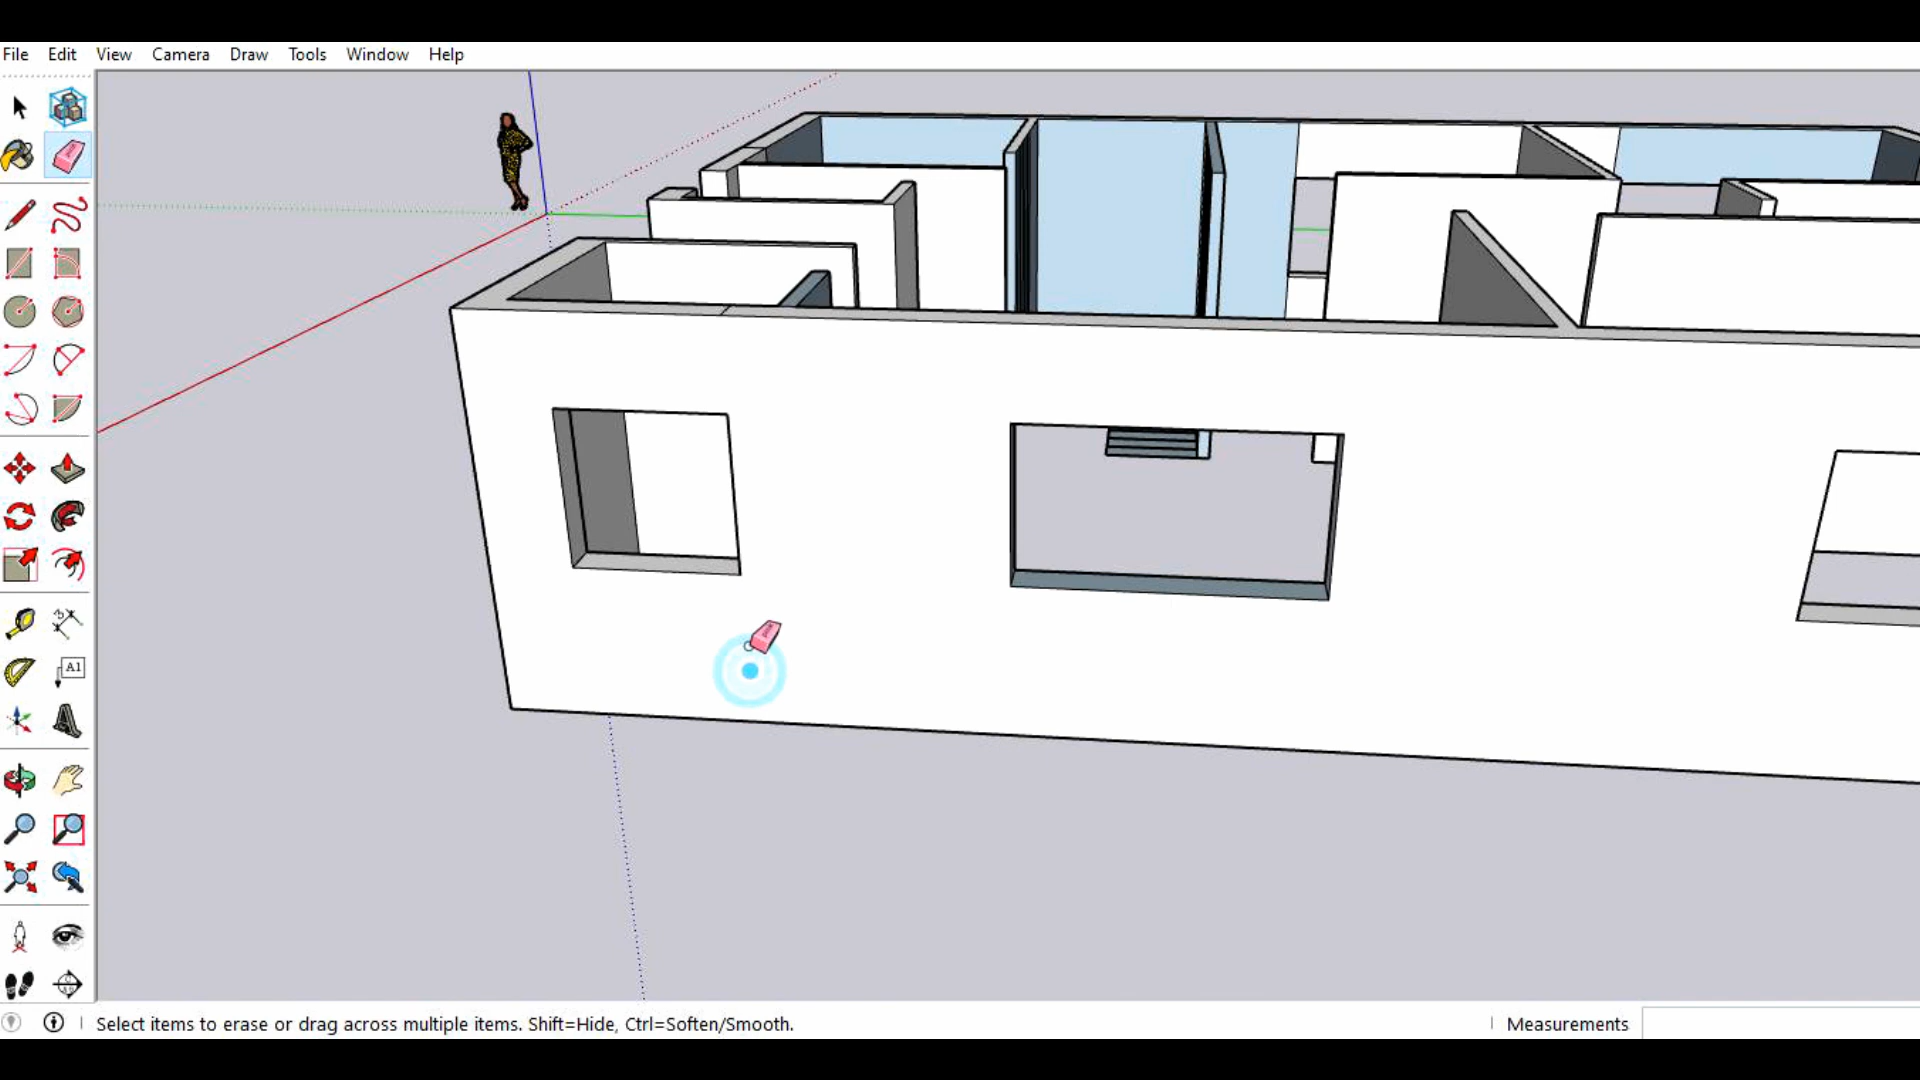 File Edit View Camera Draw Tools Window Help
A1
Select items to erase or drag across multiple items. Shift=Hide, Ctrl=Soften/Smooth.
Measurements